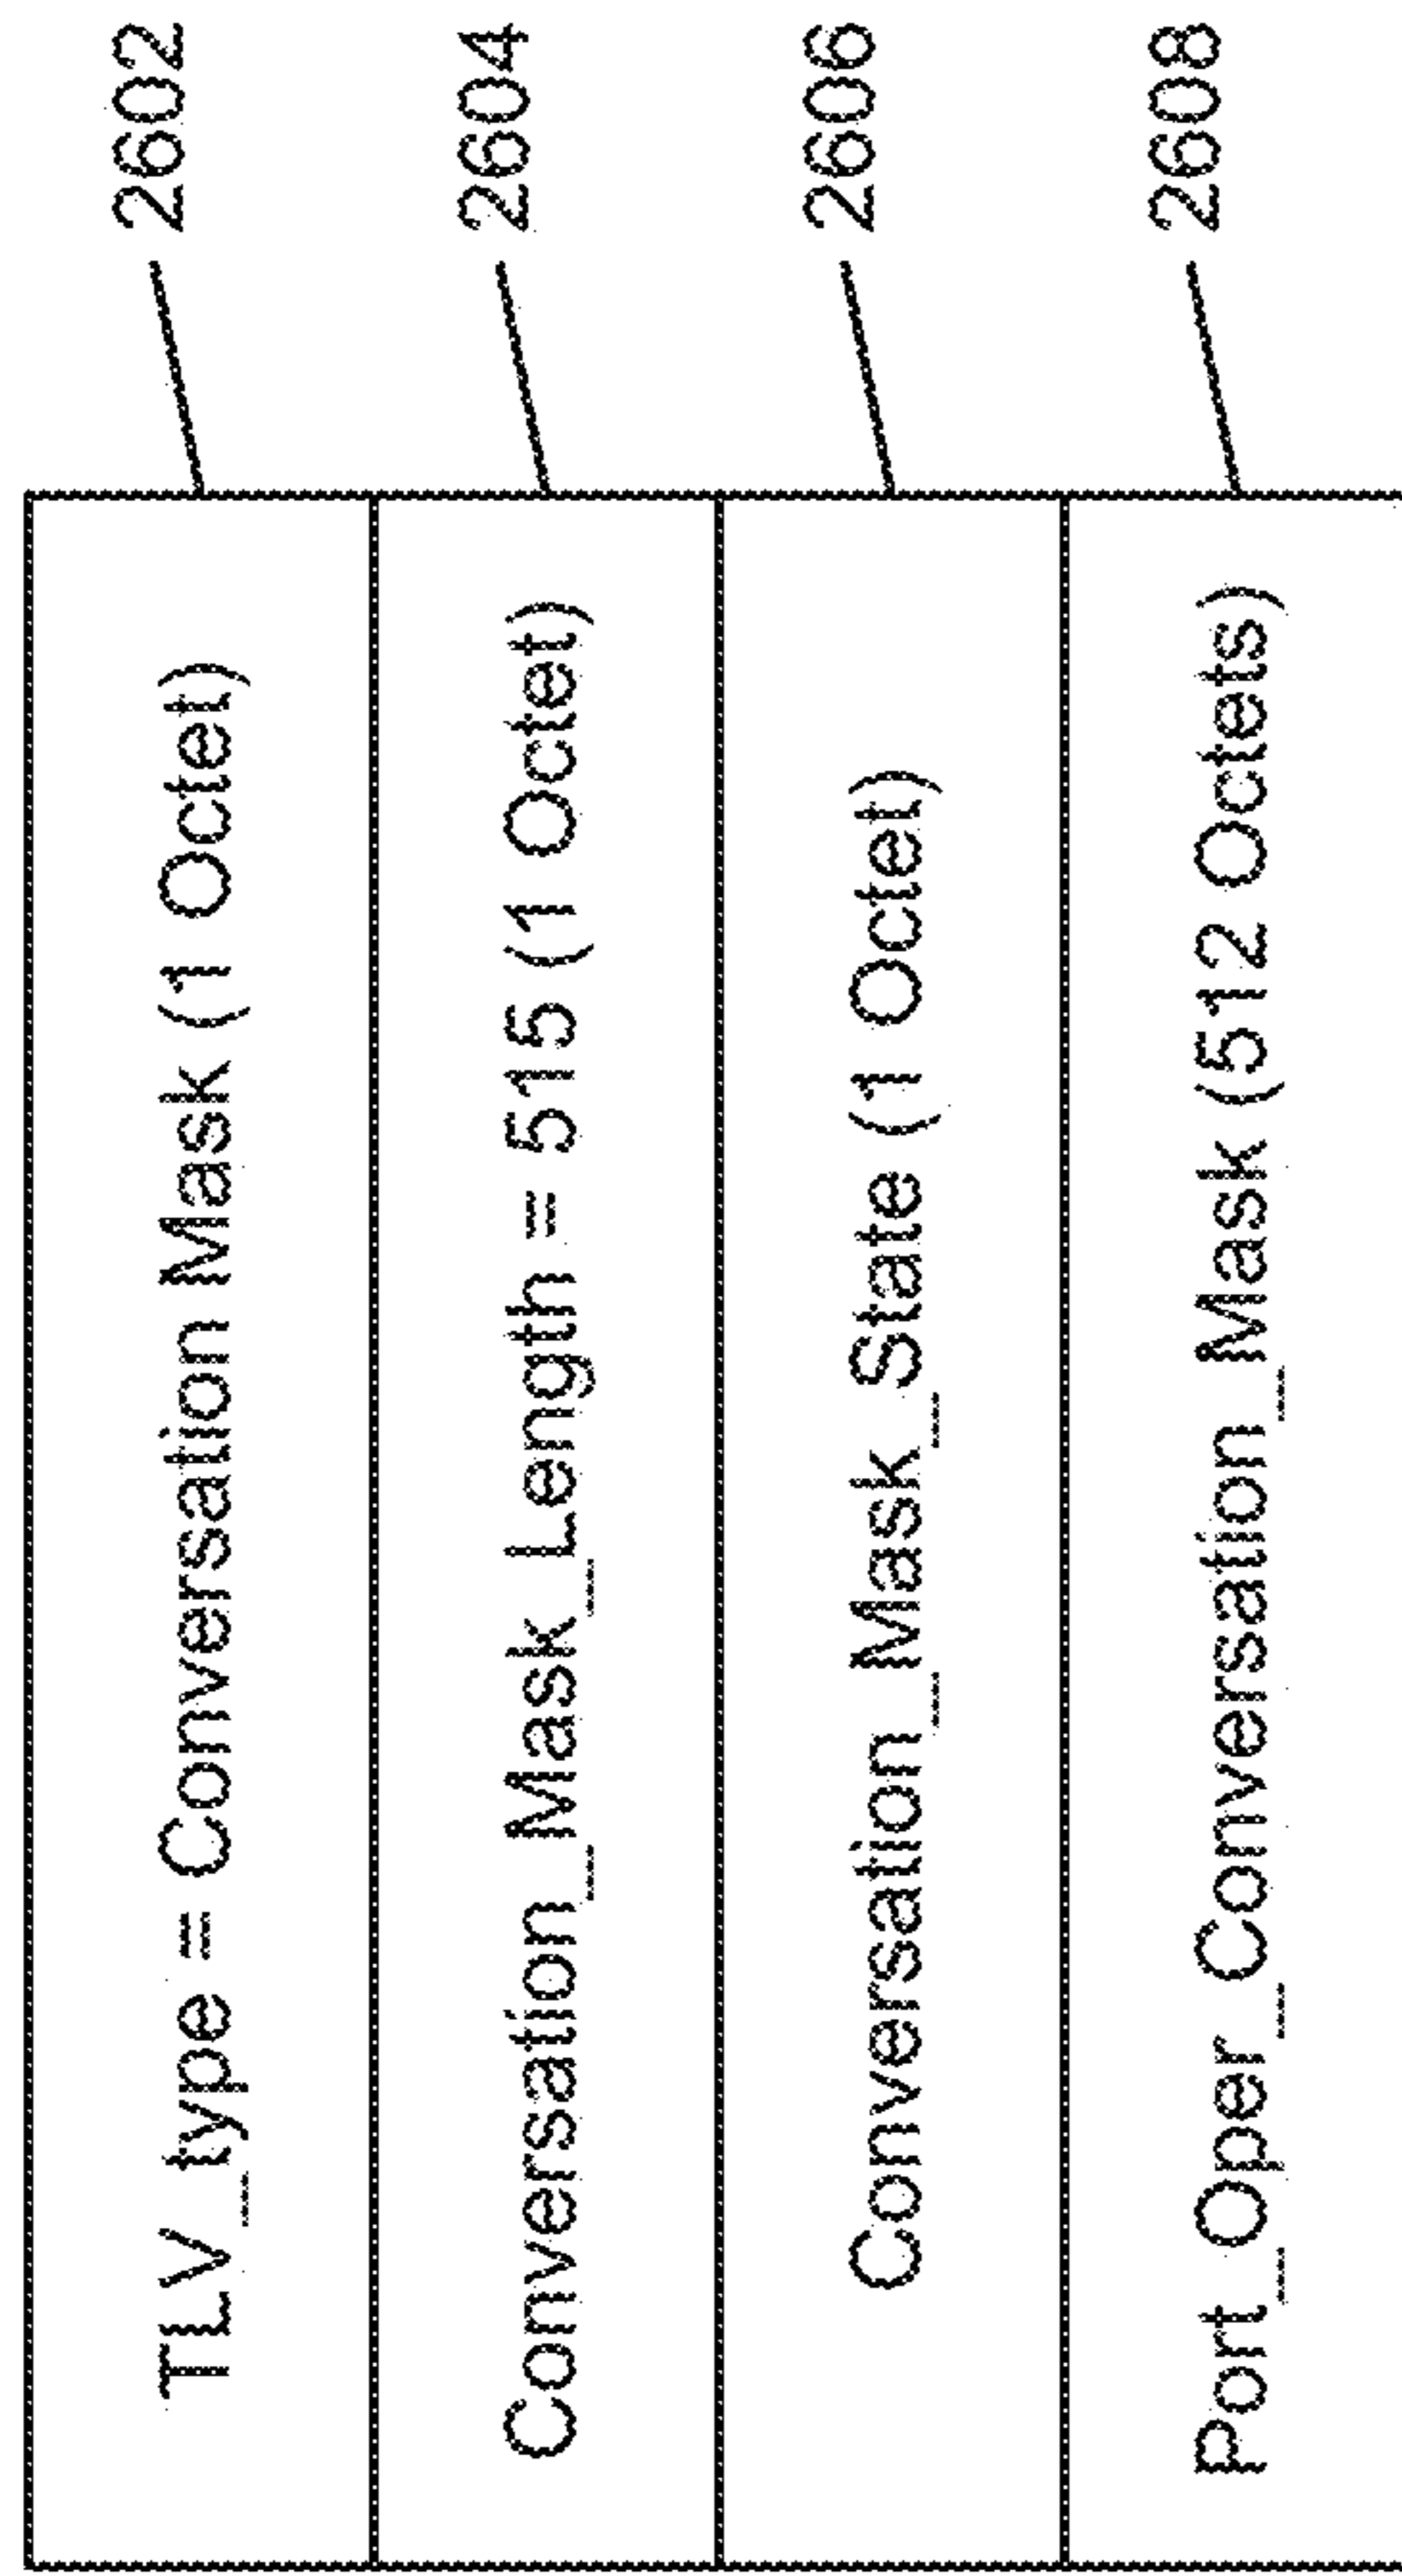 TLV_type = Conversation Mask (1 Octet) 2602
Conversation_Mask_Length = 515 (1 Octet) 2604
Conversation_Mask_State (1 Octet) 2606
Port_Oper_Conversation_Mask (512 Octets) 2608